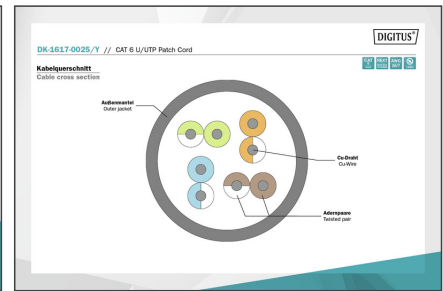 DIGITUS®
DK-1617-0025/Y // CAT 6 U/UTP Patch Cord
Kabelquerschnitt
Cable cross section
Außenmantel
Outer jacket
Cu-Draht
Cu-Wire
Adernpaare
Twisted pair